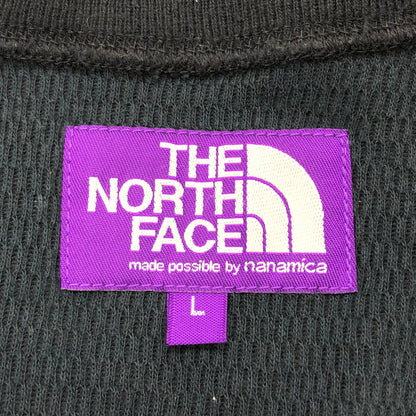 THE
NORTH
FACE
made possible by nanamica
L